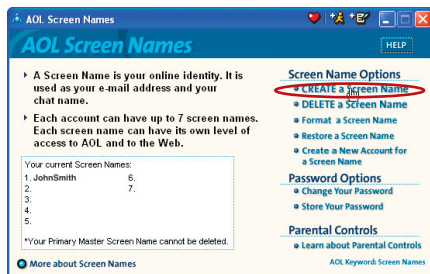 AOL Screen Names
AOL Screen Names
HELP
A Screen Name is your online identity. It is
used as your e-mail address and your
chat name.
Each account can have up to 7 screen names.
Each screen name can have its own level of
access to AOL and to the Web.
Your current Screen Names:
1. JohnSmith 6.
2. 7.
3.
4.
5.
*Your Primary Master Screen Name cannot be deleted.
More about Screen Names
Screen Name Options
CREATE a Screen Name
DELETE a Screen Name
Format a Screen Name
Restore a Screen Name
Create a New Account for
a Screen Name
Password Options
Change Your Password
Store Your Password
Parental Controls
Learn about Parental Controls
AOL Keyword: Screen Names